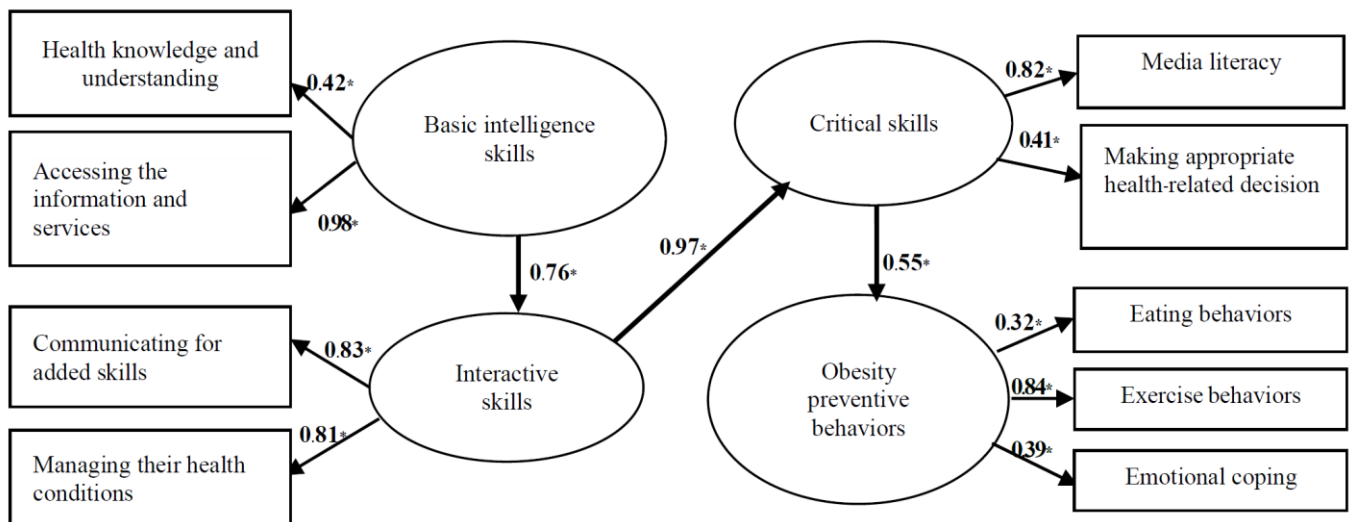 Health knowledge and
understanding
0.42*
Basic intelligence
skills
Accessing the
information and
services
0.98*
0.76*
Communicating for
added skills
0.83*
Interactive
skills
Managing their health
conditions
0.81*
0.97*
Critical skills
0.82*
Media literacy
0.41*
Making appropriate
health-related decision
0.55*
Obesity
preventive
behaviors
0.32*
Eating behaviors
0.84*
Exercise behaviors
0.39*
Emotional coping